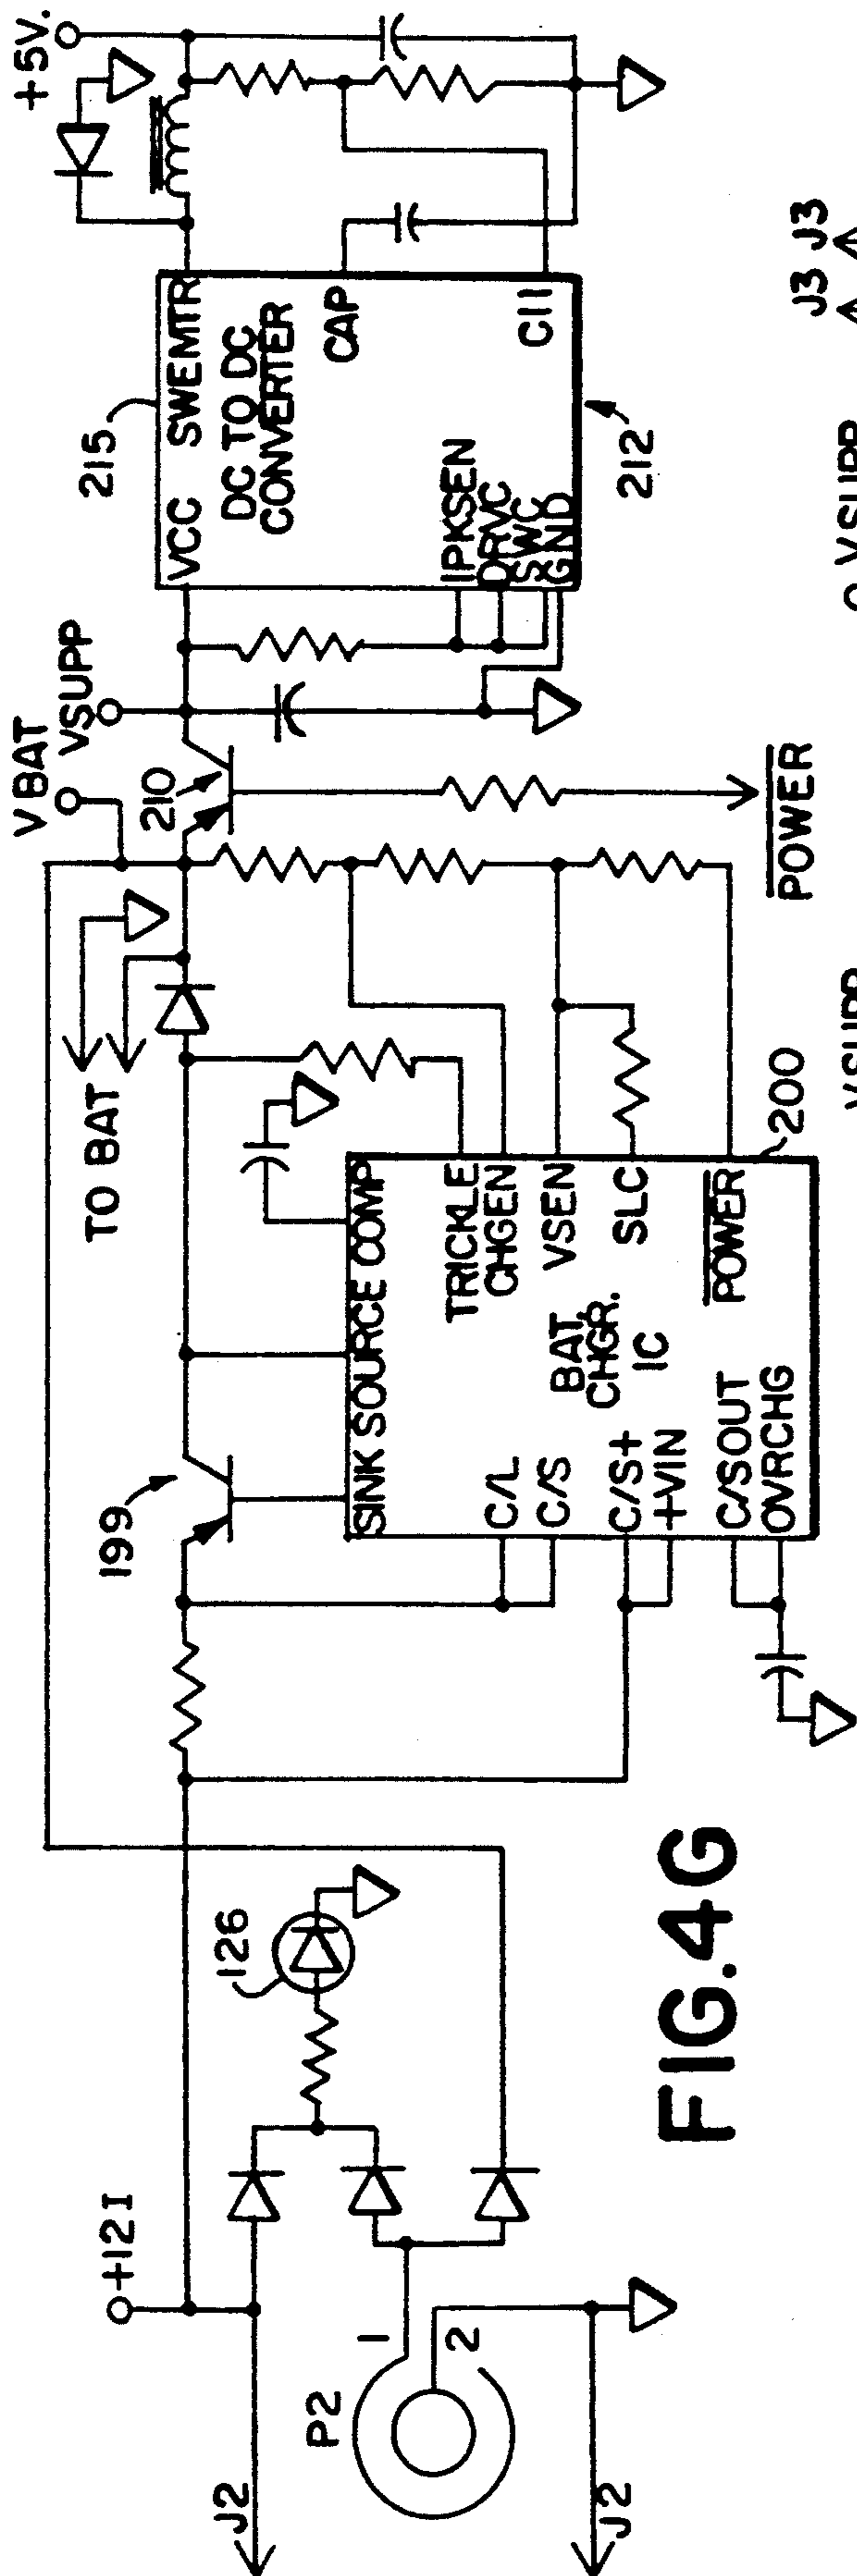 J2
+12I
P2
1
2
J2
126
199
TO BAT
V BAT
VSUPP
210
SINK SOURCE COMP
C/L
C/S
C/S+
+VIN
C/SOUT
OVRCHG
BAT.
CHGR.
IC
TRICKLE
CHGEN
VSEN
SLC
POWER
200
POWER
VCC SWEMTR
215
DC TO DC
CONVERTER
CAP
IPKSEN
DRVC
SWC
GND
C11
212
+5V.
J3 J3
VSUPP
VSUPP
FIG.4G